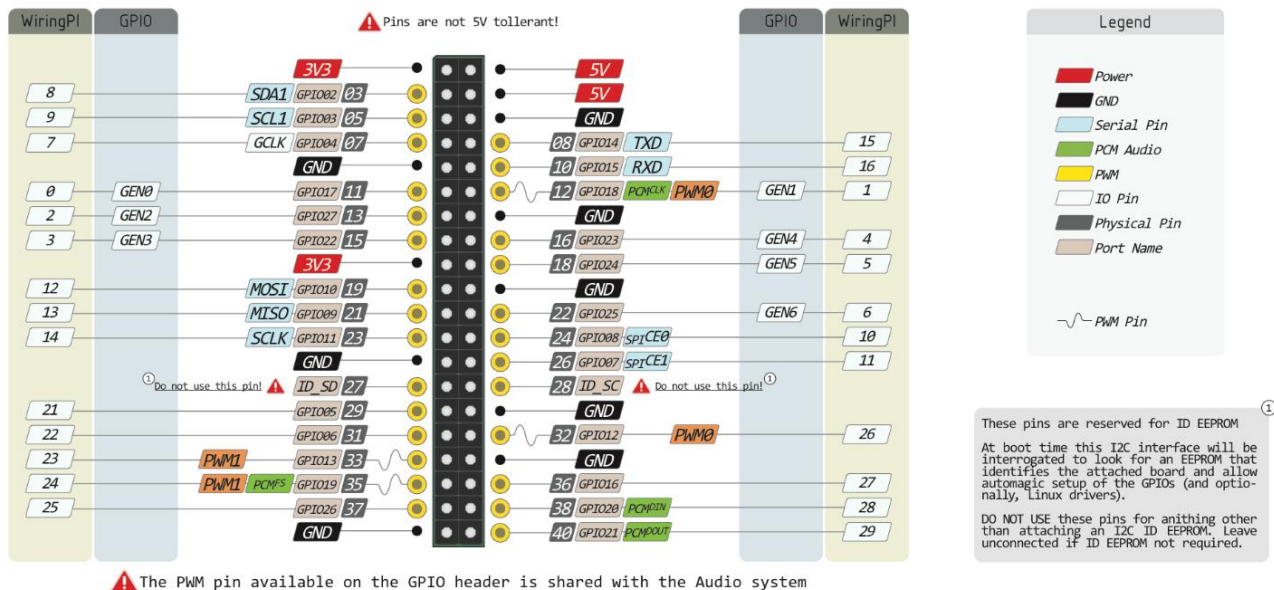 WiringPI GPIO Pins are not 5V tollerant! GPIO WiringPI Legend
3V3 5V
8 SDA1 GPIO02 03 5V
9 SCL1 GPIO03 05 GND
7 GCLK GPIO04 07 08 GPIO14 TXD 15
GND 10 GPIO15 RXD 16
0 GEN0 GPIO17 11 12 GPIO18 PCMCLK PWM0 GEN1 1
2 GEN2 GPIO27 13 GND
3 GEN3 GPIO22 15 16 GPIO23 GEN4 4
3V3 18 GPIO24 GEN5 5
12 MOSI GPIO10 19 GND
13 MISO GPIO09 21 22 GPIO25 GEN6 6
14 SCLK GPIO11 23 24 GPIO08 SPICE0 10
GND 26 GPIO07 SPICE1 11
① Do not use this pin! ID_SD 27 28 ID_SC Do not use this pin! ①
21 GPIO05 29 GND
22 GPIO06 31 32 GPIO12 PWM0 26
23 PWM1 GPIO13 33 GND
24 PWM1 PCMFS GPIO19 35 36 GPIO16 27
25 GPIO26 37 38 GPIO20 PCMDIN 28
GND 40 GPIO21 PCMDOUT 29
The PWM pin available on the GPIO header is shared with the Audio system
Power
GND
Serial Pin
PCM Audio
PWM
IO Pin
Physical Pin
Port Name
PWM Pin
①
These pins are reserved for ID EEPROM
At boot time this I2C interface will be
interrogated to look for an EEPROM that
identifies the attached board and allow
automagic setup of the GPIOs (and optio-
nally, Linux drivers).
DO NOT USE these pins for anithing other
than attaching an I2C ID EEPROM. Leave
unconnected if ID EEPROM not required.